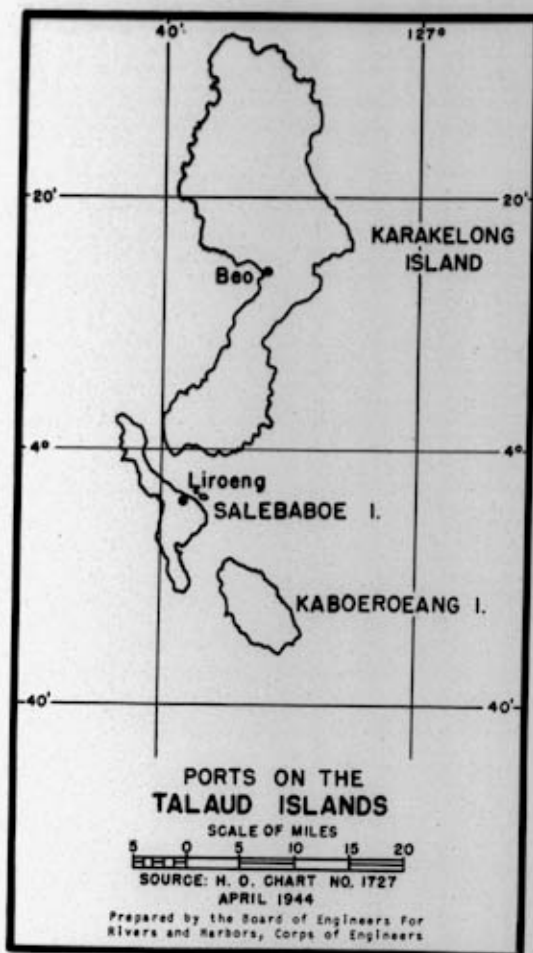 40'
127°
20'
20'
KARAKELONG
ISLAND
Beo
4°
4°
Liroeng
SALEBABOE I.
KABOEROEANG I.
40'
40'
PORTS ON THE
TALAUD ISLANDS
SCALE OF MILES
5 0 5 10 15 20
SOURCE: H. O. CHART NO. 1727
APRIL 1944
Prepared by the Board of Engineers For
Rivers and Harbors, Corps of Engineers